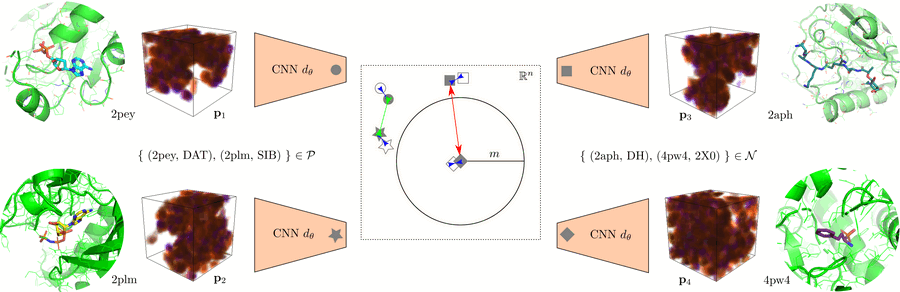 CNN dθ
CNN dθ
ℝⁿ
2pey
p₁
p₃
2aph
{ (2pey, DAT), (2plm, SIB) } ∈ 𝒫
m
{ (2aph, DH), (4pw4, 2X0) } ∈ 𝒩
CNN dθ
CNN dθ
2plm
p₂
p₄
4pw4